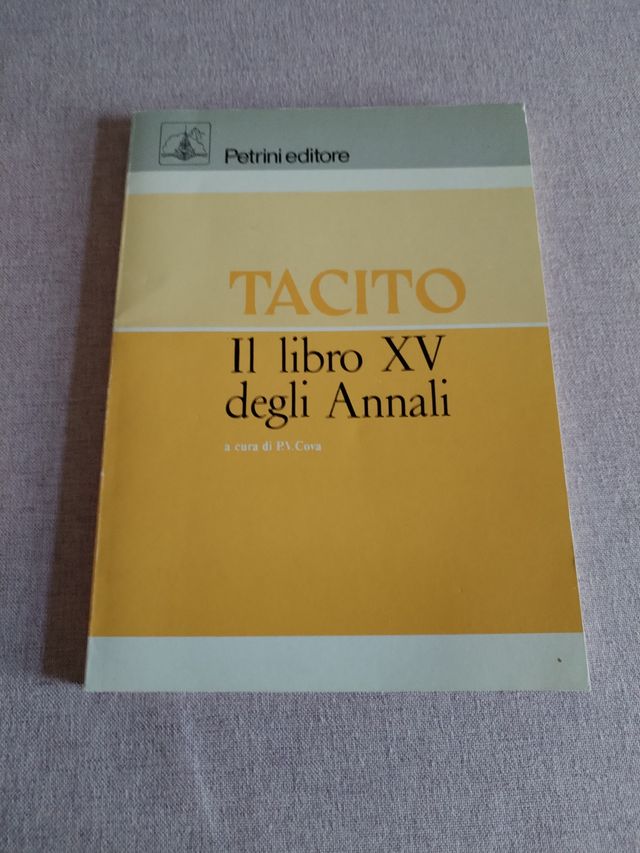 Petrini editore
TACITO
Il libro XV
degli Annali
a cura di P.V. Cova